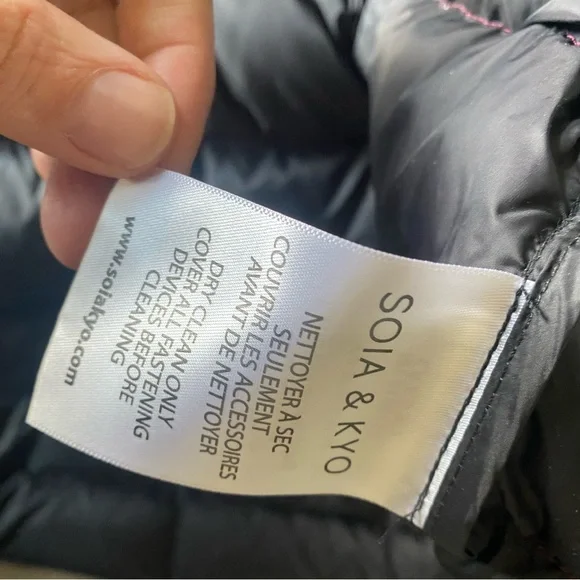 SOIA & KYO
NETTOYER À SEC
SEULEMENT
COUVRIR LES ACCESSOIRES
AVANT DE NETTOYER
DRY CLEAN ONLY
COVER ALL FASTENING
DEVICES BEFORE
CLEANING
www.soiakyo.com